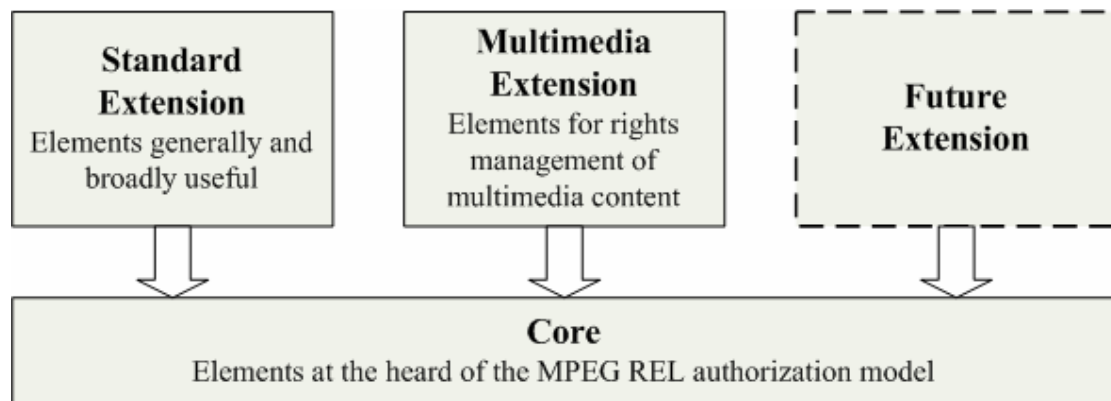 Standard
Extension
Elements generally and
broadly useful
Multimedia
Extension
Elements for rights
management of
multimedia content
Future
Extension
Core
Elements at the heard of the MPEG REL authorization model